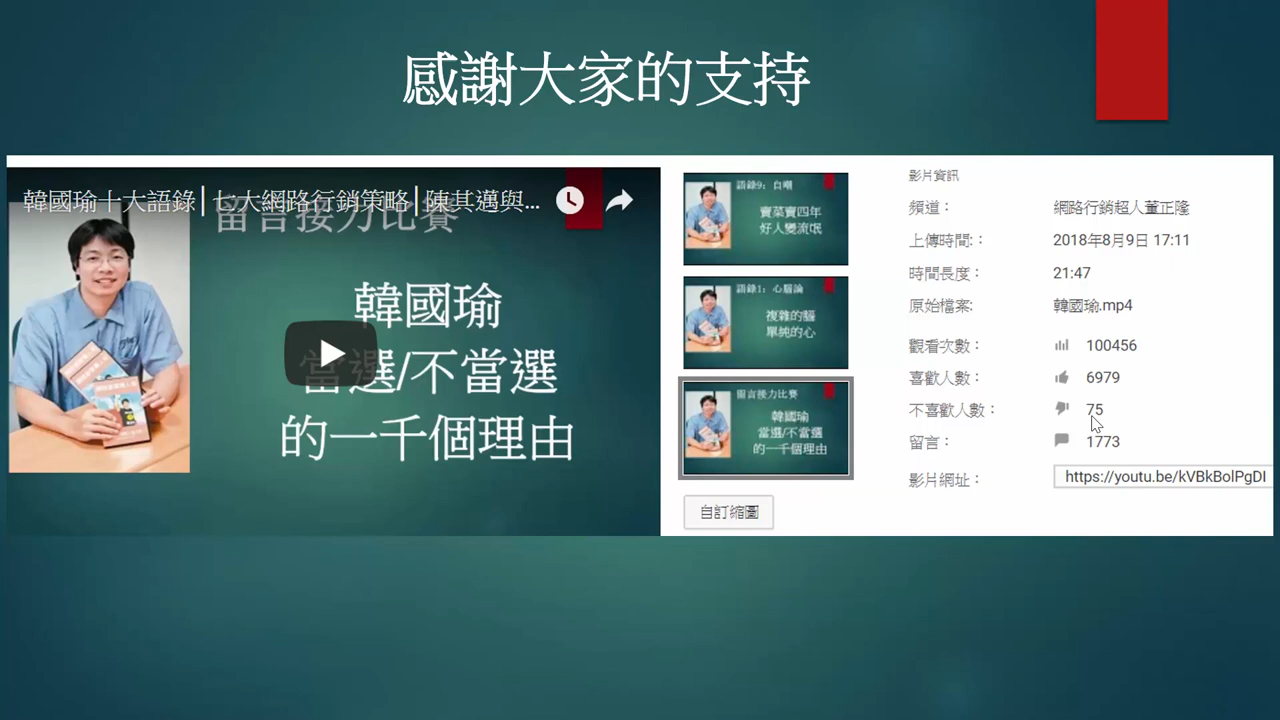 感謝大家的支持
韓國瑜十大語錄│七大網路行銷策略│陳其邁與...
留言接力比賽
韓國瑜
當選/不當選
的一千個理由
語錄9：自嘲
賣菜賣四年
好人變流氓
語錄1：心腦論
複雜的腦
單純的心
留言接力比賽
韓國瑜
當選/不當選
的一千個理由
自訂縮圖
影片資訊
頻道： 網路行銷超人董正隆
上傳時間:： 2018年8月9日 17:11
時間長度： 21:47
原始檔案: 韓國瑜.mp4
觀看次數： 100456
喜歡人數： 6979
不喜歡人數： 75
留言： 1773
影片網址： https://youtu.be/kVBkBolPgDI